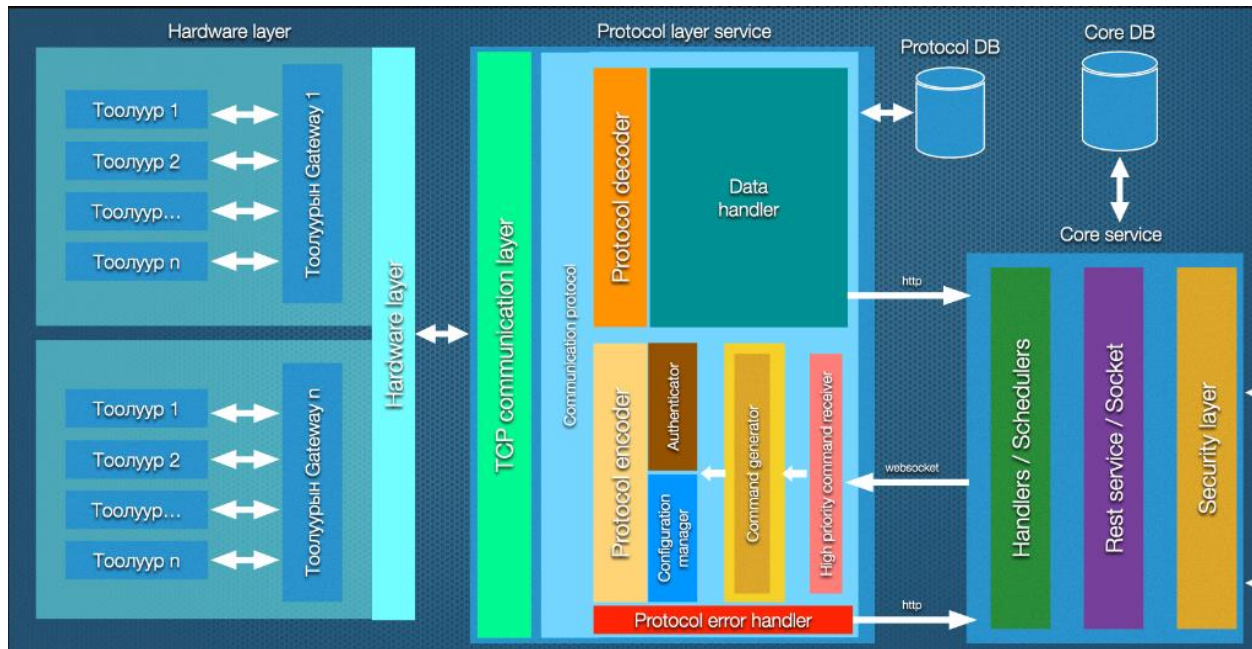 Hardware layer
Тоолуур 1
Тоолуур 2
Тоолуур...
Тоолуур n
Тоолуурын Gateway 1
Тоолуур 1
Тоолуур 2
Тоолуур...
Тоолуур n
Тоолуурын Gateway n
Hardware layer
Protocol layer service
TCP communication layer
Communication protocol
Protocol decoder
Data
handler
Protocol encoder
Authenticator
Configuration
manager
Command generator
High priority command receiver
Protocol error handler
Protocol DB
Core DB
http
websocket
http
Core service
Handlers / Schedulers
Rest service / Socket
Security layer